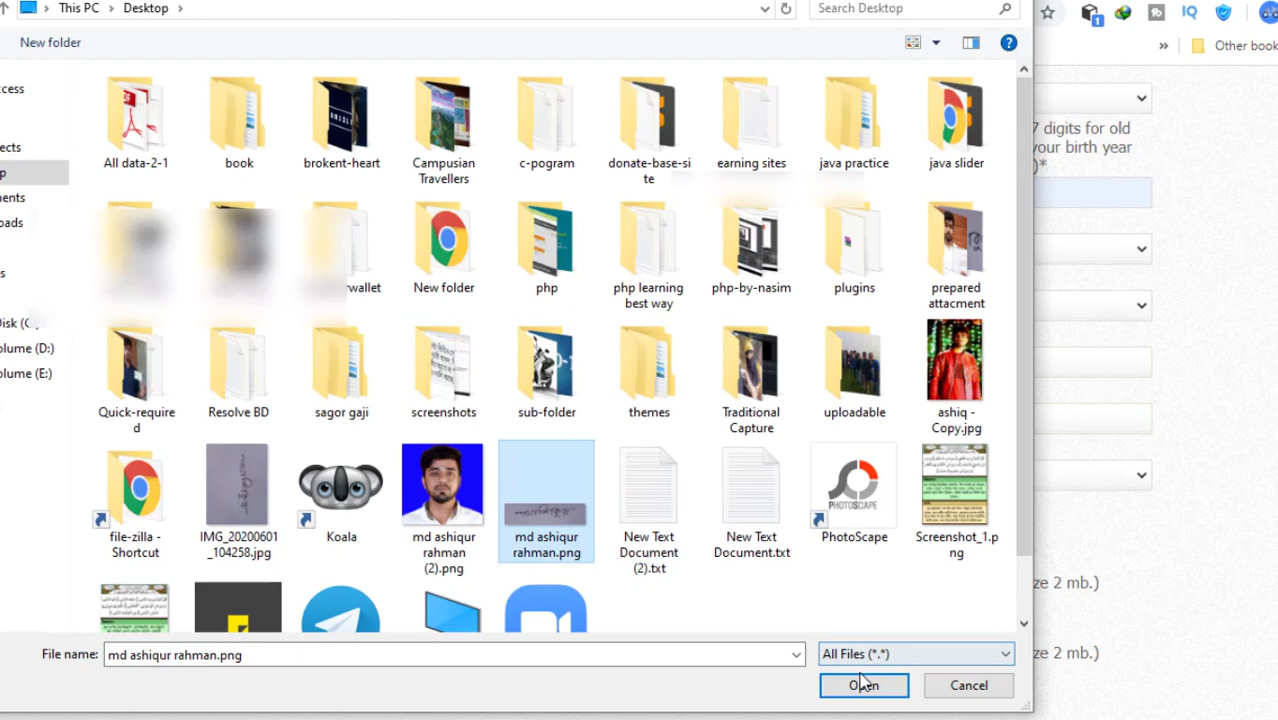 This PC > Desktop >
Search Desktop
New folder
Other book
cess
ects
p
ents
oads
s
Disk (C
olume (D:)
olume (E:)
All data-2-1
book
brokent-heart
Campusian
Travellers
c-pogram
donate-base-si
te
earning sites
java practice
java slider
wallet
New folder
php
php learning
best way
php-by-nasim
plugins
prepared
attacment
Quick-require
d
Resolve BD
sagor gaji
screenshots
sub-folder
themes
Traditional
Capture
uploadable
ashiq -
Copy.jpg
file-zilla -
Shortcut
IMG_20200601
_104258.jpg
Koala
md ashiqur
rahman
(2).png
md ashiqur
rahman.png
New Text
Document
(2).txt
New Text
Document.txt
PHOTOSCAPE
PhotoScape
Screenshot_1.p
ng
File name:
md ashiqur rahman.png
All Files (*.*)
Open
Cancel
7 digits for old
your birth year
)*
ze 2 mb.)
ze 2 mb.)